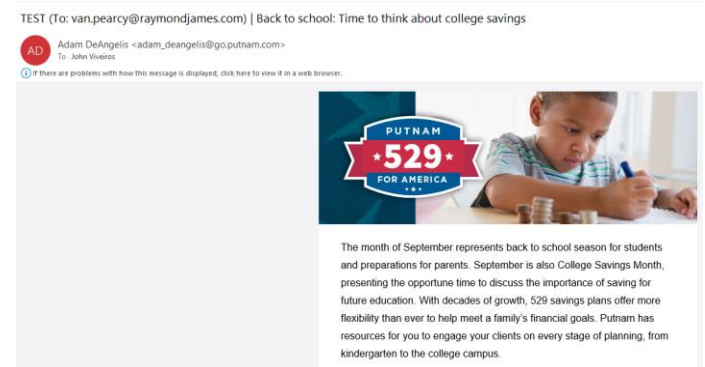 TEST (To: van.pearcy@raymondjames.com) | Back to school: Time to think about college savings
AD
Adam DeAngelis <adam_deangelis@go.putnam.com>
To John Viveiros
If there are problems with how this message is displayed, click here to view it in a web browser.
PUTNAM
529
FOR AMERICA
The month of September represents back to school season for students
and preparations for parents. September is also College Savings Month,
presenting the opportune time to discuss the importance of saving for
future education. With decades of growth, 529 savings plans offer more
flexibility than ever to help meet a family's financial goals. Putnam has
resources for you to engage your clients on every stage of planning, from
kindergarten to the college campus.